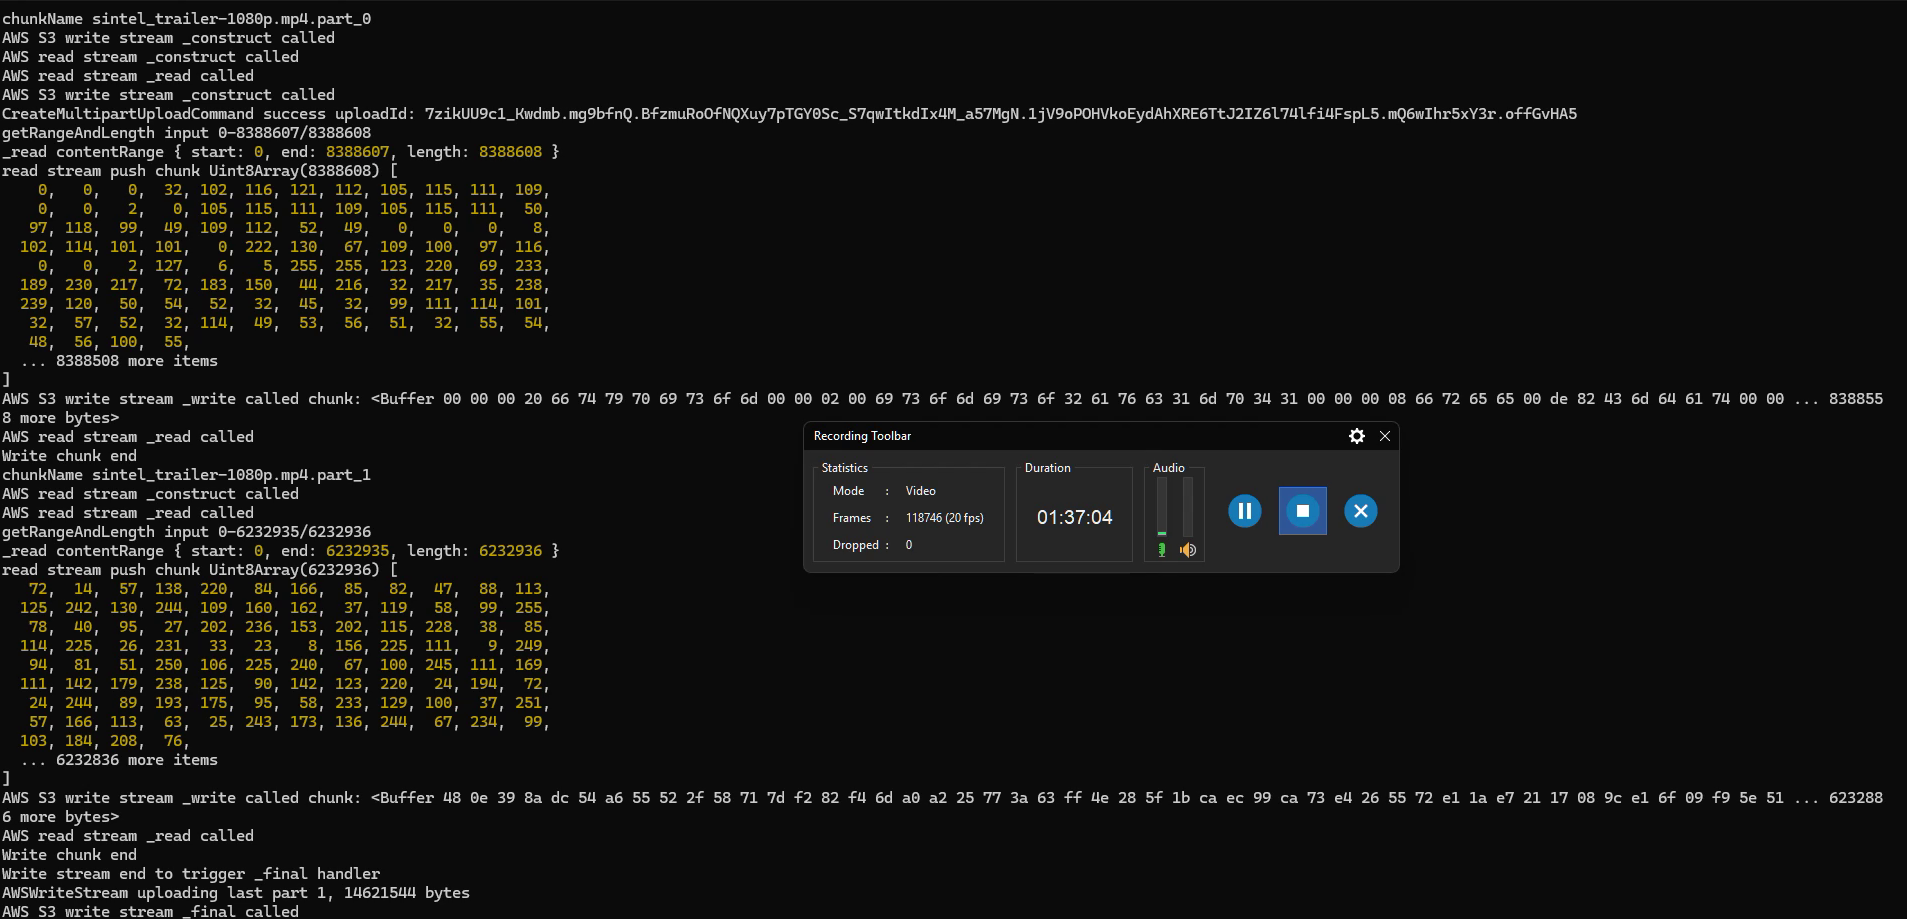 chunkName sintel_trailer-1080p.mp4.part_0
AWS S3 write stream _construct called
AWS read stream _construct called
AWS read stream _read called
AWS S3 write stream _construct called
CreateMultipartUploadCommand success uploadId: 7zikUU9c1_Kwdmb.mg9bfnQ.BfzmuRoOfNQXuy7pTGY0Sc_S7qwItkdIx4M_a57MgN.1jV9oPOHVkoEydAhXRE6TtJ2IZ6l74lfi4FspL5.mQ6wIhr5xY3r.offGvHA5
getRangeAndLength input 0-8388607/8388608
_read contentRange { start: 0, end: 8388607, length: 8388608 }
read stream push chunk Uint8Array(8388608) [
0, 0, 0, 32, 102, 116, 121, 112, 105, 115, 111, 109,
0, 0, 2, 0, 105, 115, 111, 109, 105, 115, 111, 50,
97, 118, 99, 49, 109, 112, 52, 49, 0, 0, 0, 8,
102, 114, 101, 101, 0, 222, 130, 67, 109, 100, 97, 116,
0, 0, 2, 127, 6, 5, 255, 255, 123, 220, 69, 233,
189, 230, 217, 72, 183, 150, 44, 216, 32, 217, 35, 238,
239, 120, 50, 54, 52, 32, 45, 32, 99, 111, 114, 101,
32, 57, 52, 32, 114, 49, 53, 56, 51, 32, 55, 54,
48, 56, 100, 55,
... 8388508 more items
]
AWS S3 write stream _write called chunk: <Buffer 00 00 00 20 66 74 79 70 69 73 6f 6d 00 00 02 00 69 73 6f 6d 69 73 6f 32 61 76 63 31 6d 70 34 31 00 00 00 08 66 72 65 65 00 de 82 43 6d 64 61 74 00 00 ... 838855
8 more bytes>
AWS read stream _read called
Write chunk end
chunkName sintel_trailer-1080p.mp4.part_1
AWS read stream _construct called
AWS read stream _read called
getRangeAndLength input 0-6232935/6232936
_read contentRange { start: 0, end: 6232935, length: 6232936 }
read stream push chunk Uint8Array(6232936) [
72, 14, 57, 138, 220, 84, 166, 85, 82, 47, 88, 113,
125, 242, 130, 244, 109, 160, 162, 37, 119, 58, 99, 255,
78, 40, 95, 27, 202, 236, 153, 202, 115, 228, 38, 85,
114, 225, 26, 231, 33, 23, 8, 156, 225, 111, 9, 249,
94, 81, 51, 250, 106, 225, 240, 67, 100, 245, 111, 169,
111, 142, 179, 238, 125, 90, 142, 123, 220, 24, 194, 72,
24, 244, 89, 193, 175, 95, 58, 233, 129, 100, 37, 251,
57, 166, 113, 63, 25, 243, 173, 136, 244, 67, 234, 99,
103, 184, 208, 76,
... 6232836 more items
]
AWS S3 write stream _write called chunk: <Buffer 48 0e 39 8a dc 54 a6 55 52 2f 58 71 7d f2 82 f4 6d a0 a2 25 77 3a 63 ff 4e 28 5f 1b ca ec 99 ca 73 e4 26 55 72 e1 1a e7 21 17 08 9c e1 6f 09 f9 5e 51 ... 623288
6 more bytes>
AWS read stream _read called
Write chunk end
Write stream end to trigger _final handler
AWSWriteStream uploading last part 1, 14621544 bytes
AWS S3 write stream _final called
Recording Toolbar
Statistics
Mode : Video
Frames : 118746 (20 fps)
Dropped : 0
Duration
01:37:04
Audio